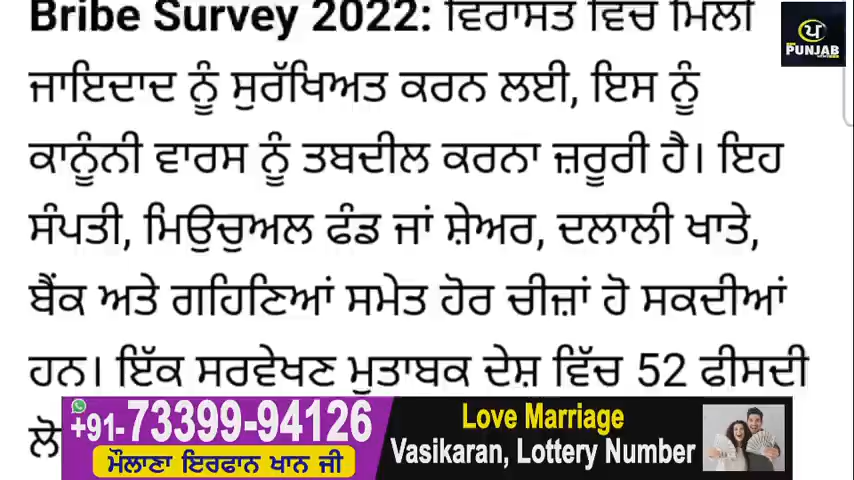 Bribe Survey 2022: ਵਿਰਾਸਤ ਵਿੱਚ ਮਿਲੀ
ਪ
PUNJAB
ਜਾਇਦਾਦ ਨੂੰ ਸੁਰੱਖਿਅਤ ਕਰਨ ਲਈ, ਇਸ ਨੂੰ
ਕਾਨੂੰਨੀ ਵਾਰਸ ਨੂੰ ਤਬਦੀਲ ਕਰਨਾ ਜ਼ਰੂਰੀ ਹੈ। ਇਹ
ਸੰਪਤੀ, ਮਿਉਚੁਅਲ ਫੰਡ ਜਾਂ ਸ਼ੇਅਰ, ਦਲਾਲੀ ਖਾਤੇ,
ਬੈਂਕ ਅਤੇ ਗਹਿਣਿਆਂ ਸਮੇਤ ਹੋਰ ਚੀਜ਼ਾਂ ਹੋ ਸਕਦੀਆਂ
ਹਨ। ਇੱਕ ਸਰਵੇਖਣ ਮੁਤਾਬਕ ਦੇਸ਼ ਵਿੱਚ 52 ਫੀਸਦੀ
+91-73399-94126
ਮੌਲਾਣਾ ਇਰਫਾਨ ਖਾਨ ਜੀ
Love Marriage
Vasikaran, Lottery Number